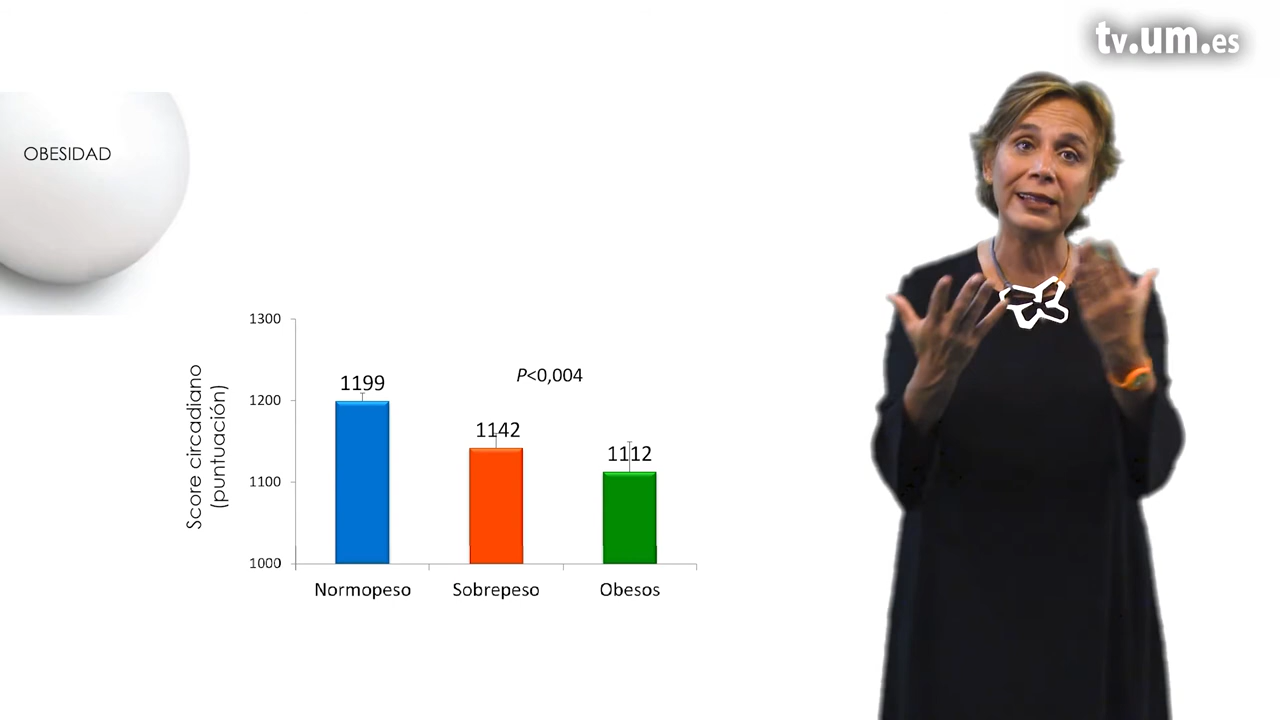 tv.um.es
OBESIDAD
1300
1200
1100
1000
Score circadiano
(puntuación)
1199
1142
1112
P<0,004
Normopeso
Sobrepeso
Obesos